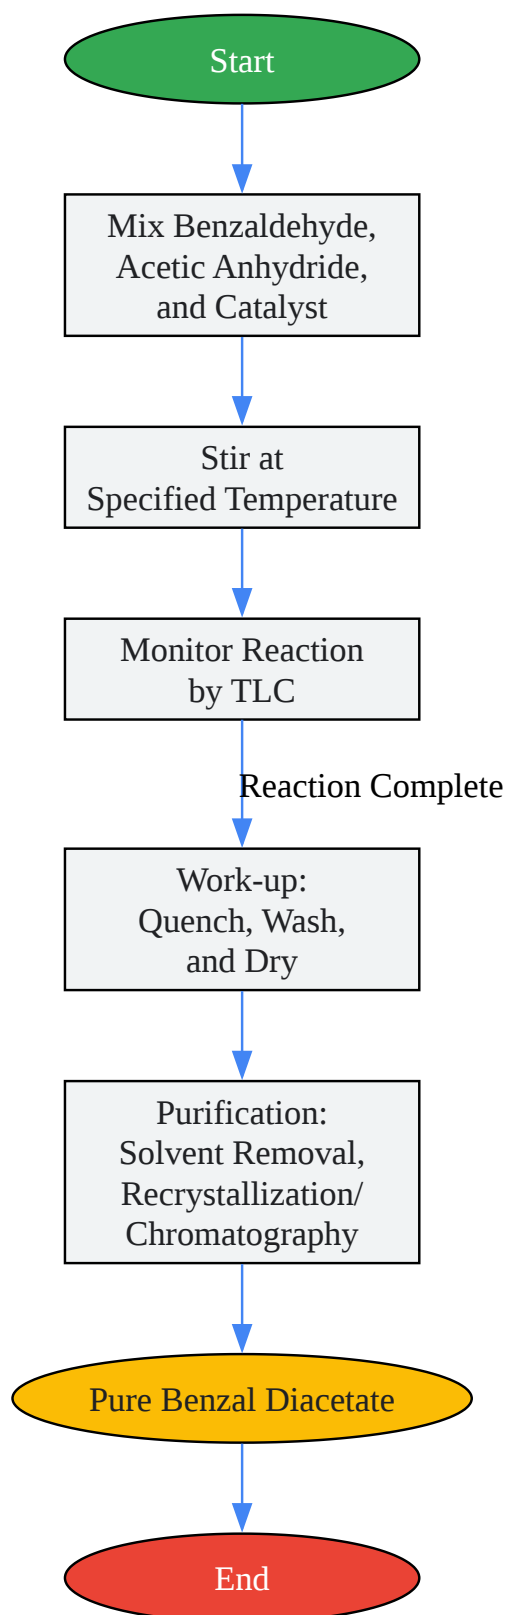 Start
Mix Benzaldehyde,
Acetic Anhydride,
and Catalyst
Stir at
Specified Temperature
Monitor Reaction
by TLC
Reaction Complete
Work-up:
Quench, Wash,
and Dry
Purification:
Solvent Removal,
Recrystallization/
Chromatography
Pure Benzal Diacetate
End